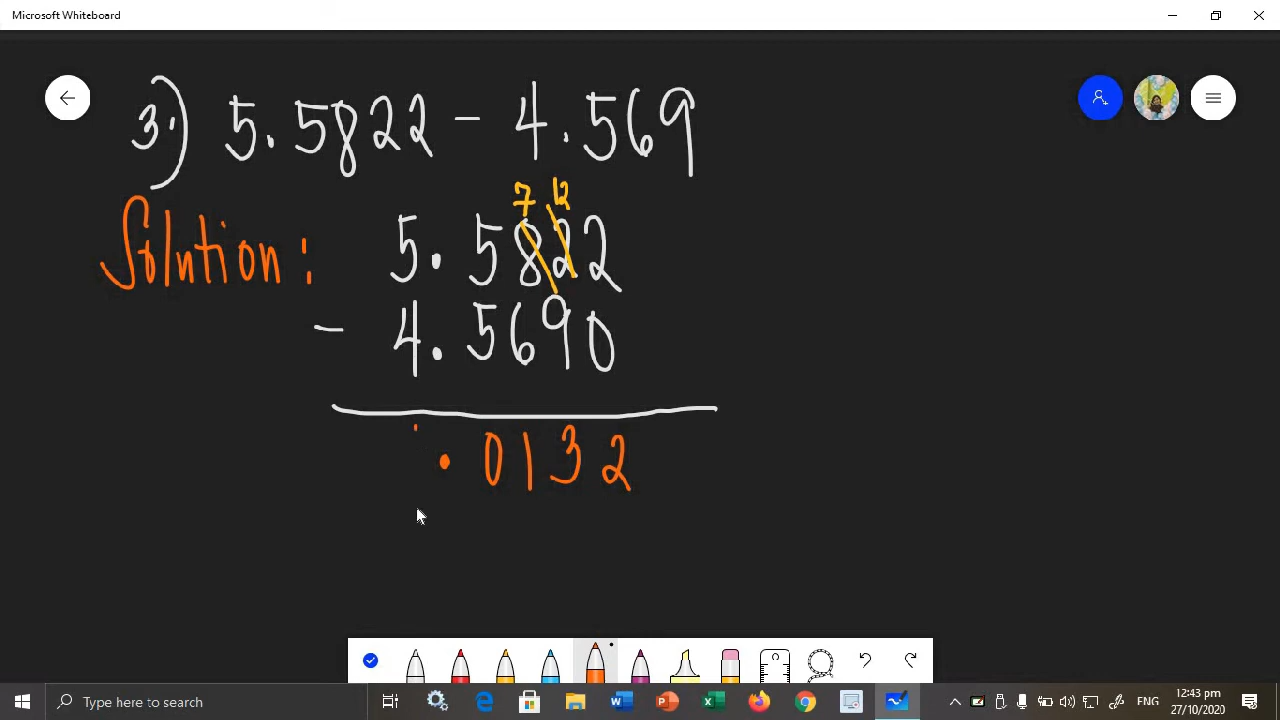 Microsoft Whiteboard
3.) 5.5822 - 4.569
7 12
Solution: 5.5822
- 4.5690
.0132
Type here to search
ENG
12:43 pm
27/10/2020